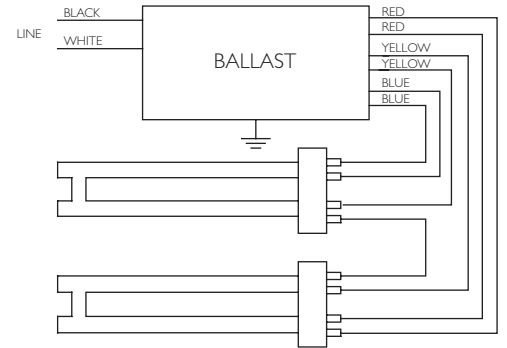 BLACK
LINE
WHITE
BALLAST
RED
RED
YELLOW
YELLOW
BLUE
BLUE